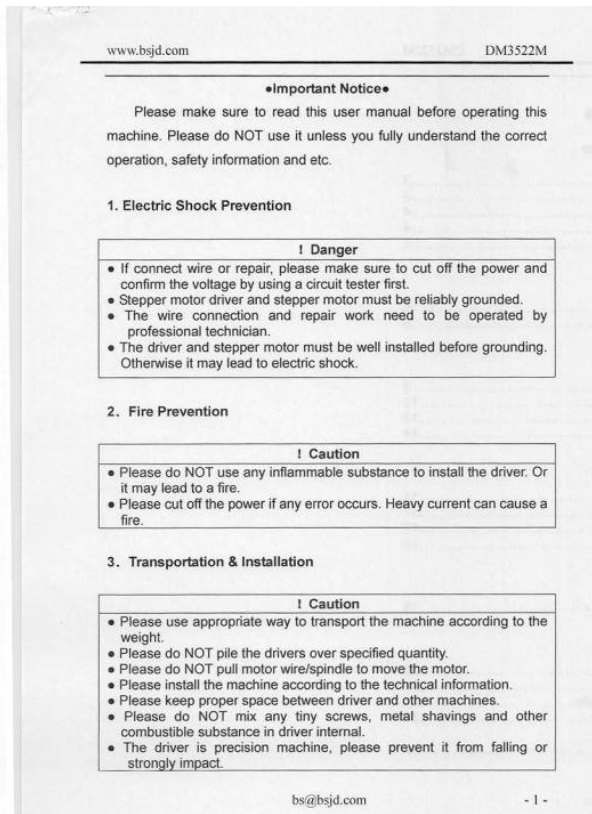 www.bsjd.com DM3522M
●Important Notice●
Please make sure to read this user manual before operating this
machine. Please do NOT use it unless you fully understand the correct
operation, safety information and etc.
1. Electric Shock Prevention
! Danger
● If connect wire or repair, please make sure to cut off the power and
confirm the voltage by using a circuit tester first.
● Stepper motor driver and stepper motor must be reliably grounded.
● The wire connection and repair work need to be operated by
professional technician.
● The driver and stepper motor must be well installed before grounding.
Otherwise it may lead to electric shock.
2. Fire Prevention
! Caution
● Please do NOT use any inflammable substance to install the driver. Or
it may lead to a fire.
● Please cut off the power if any error occurs. Heavy current can cause a
fire.
3. Transportation & Installation
! Caution
● Please use appropriate way to transport the machine according to the
weight.
● Please do NOT pile the drivers over specified quantity.
● Please do NOT pull motor wire/spindle to move the motor.
● Please install the machine according to the technical information.
● Please keep proper space between driver and other machines.
● Please do NOT mix any tiny screws, metal shavings and other
combustible substance in driver internal.
● The driver is precision machine, please prevent it from falling or
strongly impact.
bs@bsjd.com - 1 -